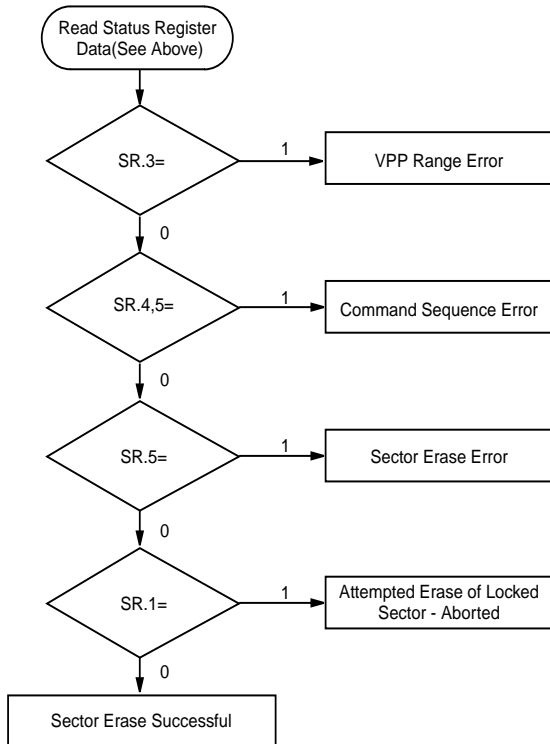 Read Status Register
Data(See Above)
SR.3=
1
VPP Range Error
0
SR.4,5=
1
Command Sequence Error
0
SR.5=
1
Sector Erase Error
0
SR.1=
1
Attempted Erase of Locked
Sector - Aborted
0
Sector Erase Successful